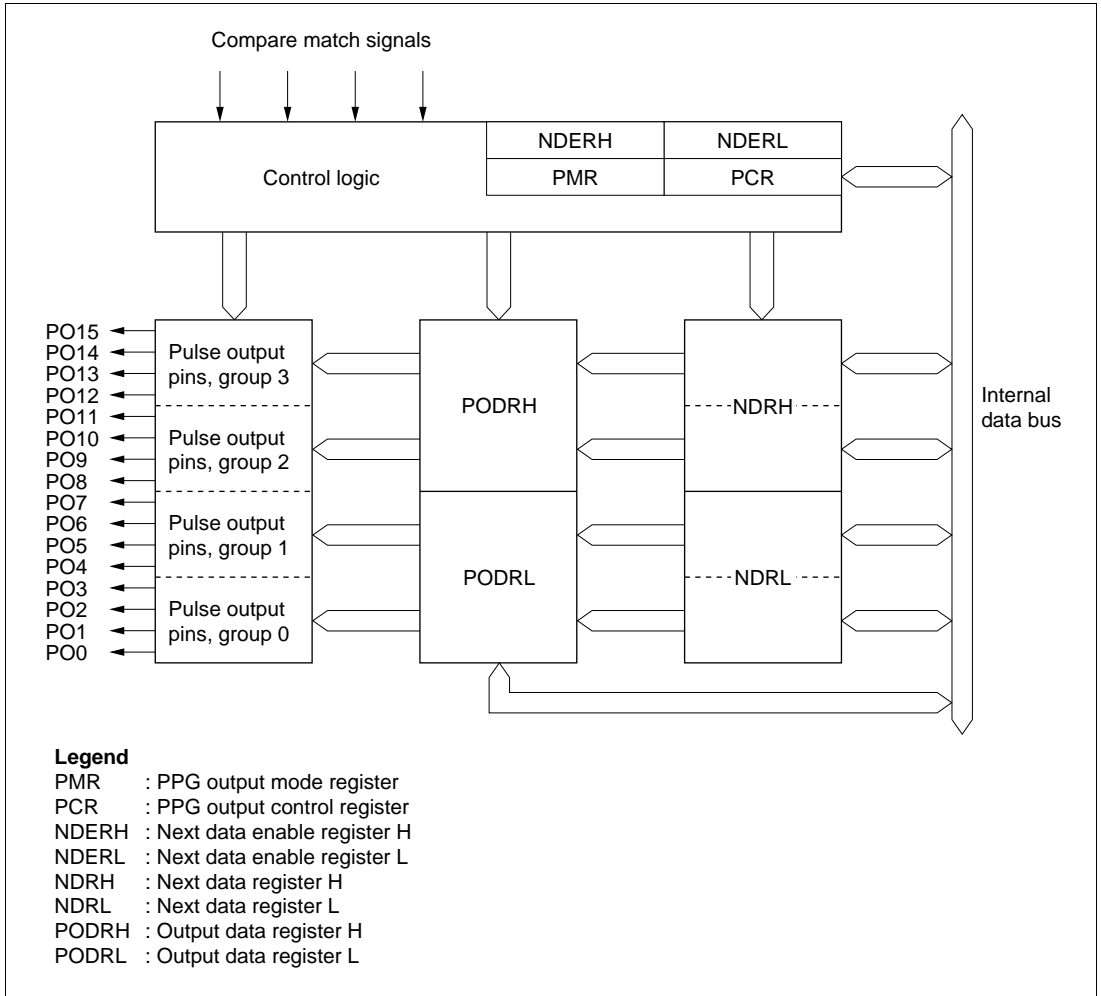 Compare match signals
NDERH NDERL
Control logic PMR PCR
PO15
PO14
PO13
PO12
PO11
PO10
PO9
PO8
PO7
PO6
PO5
PO4
PO3
PO2
PO1
PO0
Pulse output
pins, group 3
Pulse output
pins, group 2
Pulse output
pins, group 1
Pulse output
pins, group 0
PODRH
PODRL
NDRH
NDRL
Internal
data bus
Legend
PMR : PPG output mode register
PCR : PPG output control register
NDERH : Next data enable register H
NDERL : Next data enable register L
NDRH : Next data register H
NDRL : Next data register L
PODRH : Output data register H
PODRL : Output data register L